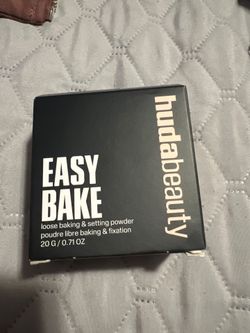 EASY
BAKE
loose baking & setting powder
poudre libre baking & fixation
20 G / 0.71 OZ
hudabeauty